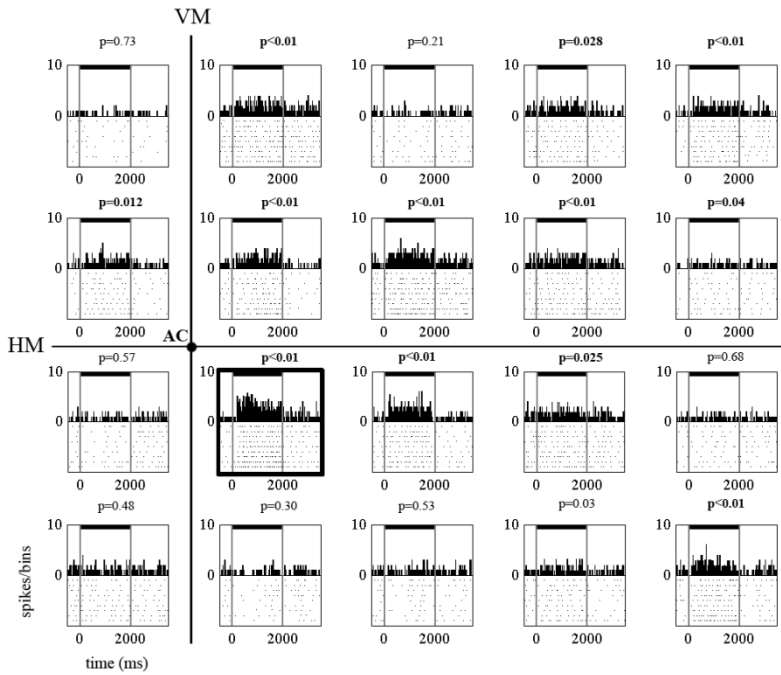 VM
p=0.73 p<0.01 p=0.21 p=0.028 p<0.01
10 10 10 10 10
0 0 0 0 0
0 2000 0 2000 0 2000 0 2000 0 2000
p=0.012 p<0.01 p<0.01 p<0.01 p=0.04
10 10 10 10 10
0 0 0 0 0
0 2000 0 2000 0 2000 0 2000 0 2000
AC
HM
p=0.57 p<0.01 p<0.01 p=0.025 p=0.68
10 10 10 10 10
0 0 0 0 0
0 2000 0 2000 0 2000 0 2000 0 2000
p=0.48 p=0.30 p=0.53 p=0.03 p<0.01
10 10 10 10 10
0 0 0 0 0
0 2000 0 2000 0 2000 0 2000 0 2000
spikes/bins
time (ms)